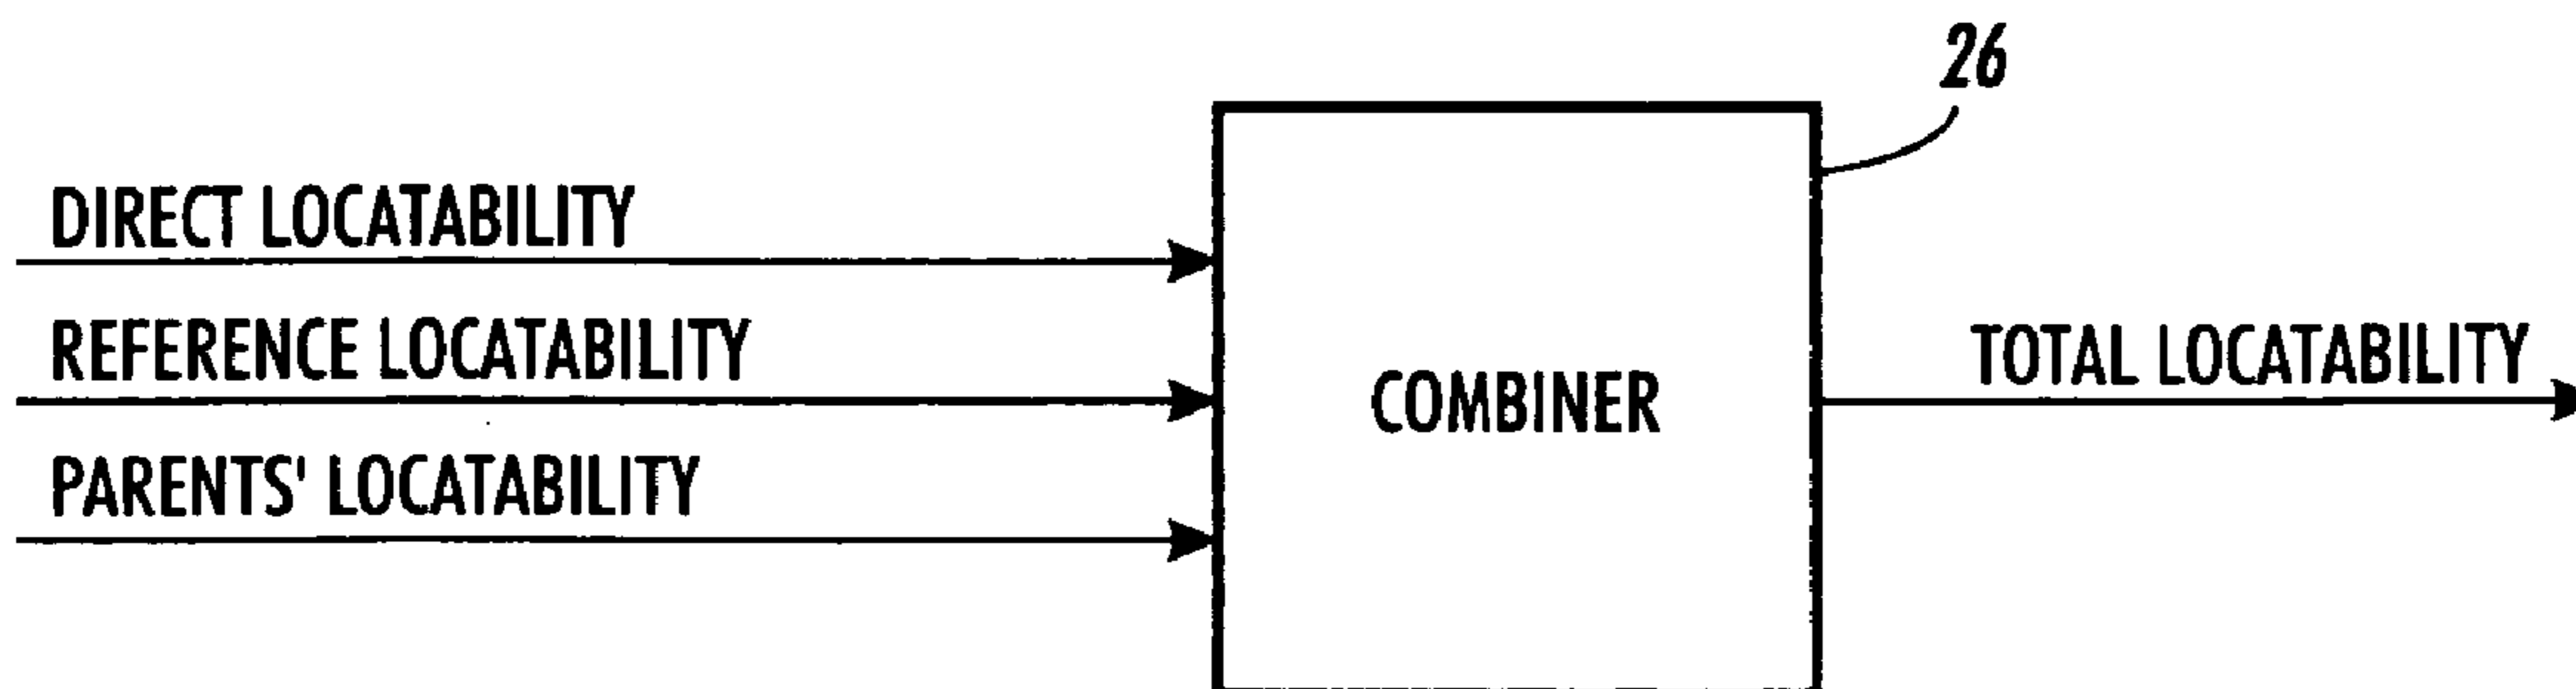 26
DIRECT LOCATABILITY
REFERENCE LOCATABILITY
PARENTS' LOCATABILITY
COMBINER
TOTAL LOCATABILITY